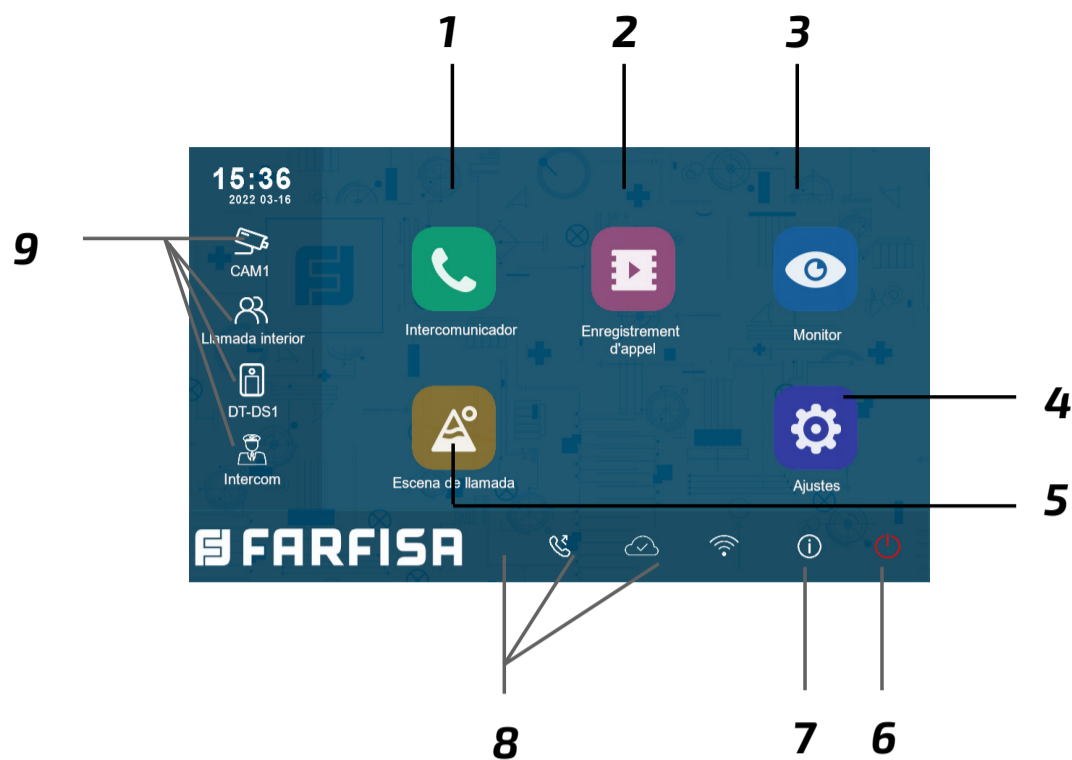 1
2
3
15:36
2022 03-16
9
CAM1
Llamada interior
DT-DS1
Intercom
Intercomunicador
Enregistrement
d'appel
Monitor
4
Escena de llamada
Ajustes
5
FARFISA
8
7
6